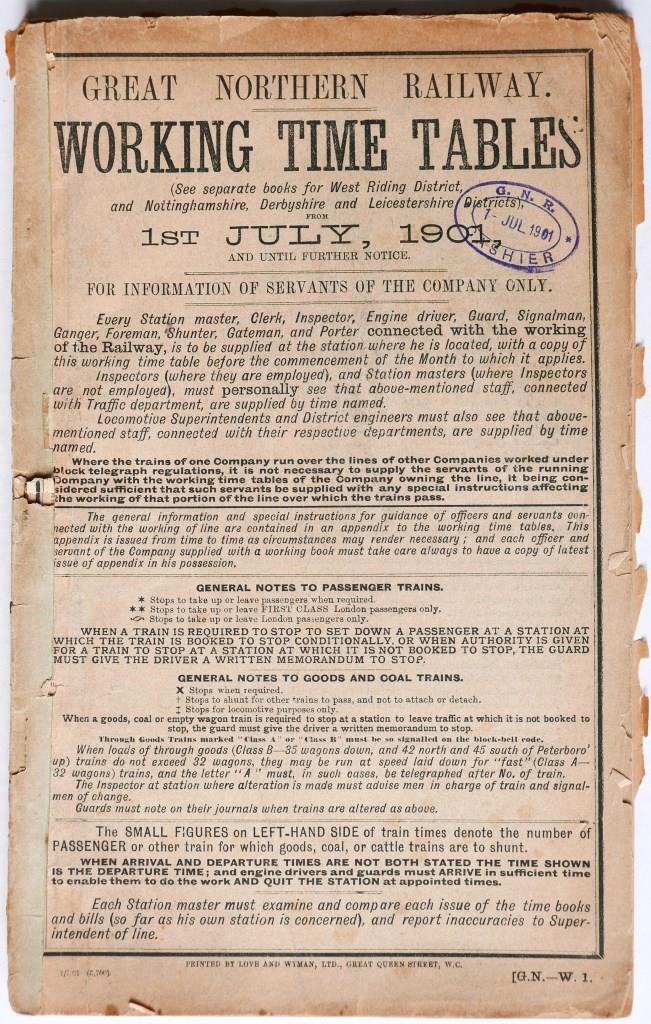 GREAT NORTHERN RAILWAY.
WORKING TIME TABLES
(See separate books for West Riding District,
and Nottinghamshire, Derbyshire and Leicestershire Districts),
FROM
1ST JULY, 1901,
AND UNTIL FURTHER NOTICE.
G. N. R.
1- JUL 1901
CASHIER *
FOR INFORMATION OF SERVANTS OF THE COMPANY ONLY.
Every Station master, Clerk, Inspector, Engine driver, Guard, Signalman,
Ganger, Foreman, Shunter, Gateman, and Porter connected with the working
of the Railway, is to be supplied at the station where he is located, with a copy of
this working time table before the commencement of the Month to which it applies.
Inspectors (where they are employed), and Station masters (where Inspectors
are not employed), must personally see that above-mentioned staff, connected
with Traffic department, are supplied by time named.
Locomotive Superintendents and District engineers must also see that above-
mentioned staff, connected with their respective departments, are supplied by time
named.
Where the trains of one Company run over the lines of other Companies worked under
block telegraph regulations, it is not necessary to supply the servants of the running
Company with the working time tables of the Company owning the line, it being con-
sidered sufficient that such servants be supplied with any special instructions affecting
the working of that portion of the line over which the trains pass.
The general information and special instructions for guidance of officers and servants con-
nected with the working of line are contained in an appendix to the working time tables. This
appendix is issued from time to time as circumstances may render necessary; and each officer and
servant of the Company supplied with a working book must take care always to have a copy of latest
issue of appendix in his possession.
GENERAL NOTES TO PASSENGER TRAINS.
* Stops to take up or leave passengers when required.
** Stops to take up or leave FIRST CLASS London passengers only.
~ Stops to take up or leave London passengers only.
WHEN A TRAIN IS REQUIRED TO STOP TO SET DOWN A PASSENGER AT A STATION AT
WHICH THE TRAIN IS BOOKED TO STOP CONDITIONALLY, OR WHEN AUTHORITY IS GIVEN
FOR A TRAIN TO STOP AT A STATION AT WHICH IT IS NOT BOOKED TO STOP, THE GUARD
MUST GIVE THE DRIVER A WRITTEN MEMORANDUM TO STOP.
GENERAL NOTES TO GOODS AND COAL TRAINS.
X Stops when required.
† Stops to shunt for other trains to pass, and not to attach or detach.
‡ Stops for locomotive purposes only.
When a goods, coal or empty wagon train is required to stop at a station to leave traffic at which it is not booked to
stop, the guard must give the driver a written memorandum to stop.
Through Goods Trains marked "Class A" or "Class B" must be so signalled on the block-bell code.
When loads of through goods (Class B—35 wagons down, and 42 north and 45 south of Peterboro'
up) trains do not exceed 32 wagons, they may be run at speed laid down for "fast" (Class A—
32 wagons) trains, and the letter "A" must, in such cases, be telegraphed after No. of train.
The Inspector at station where alteration is made must advise men in charge of train and signal-
men of change.
Guards must note on their journals when trains are altered as above.
The SMALL FIGURES on LEFT-HAND SIDE of train times denote the number of
PASSENGER or other train for which goods, coal, or cattle trains are to shunt.
WHEN ARRIVAL AND DEPARTURE TIMES ARE NOT BOTH STATED THE TIME SHOWN
IS THE DEPARTURE TIME; and engine drivers and guards must ARRIVE in sufficient time
to enable them to do the work AND QUIT THE STATION at appointed times.
Each Station master must examine and compare each issue of the time books
and bills (so far as his own station is concerned), and report inaccuracies to Super-
intendent of line.
PRINTED BY LOVE AND WYMAN, LTD., GREAT QUEEN STREET, W.C.
[G.N.—W. 1.